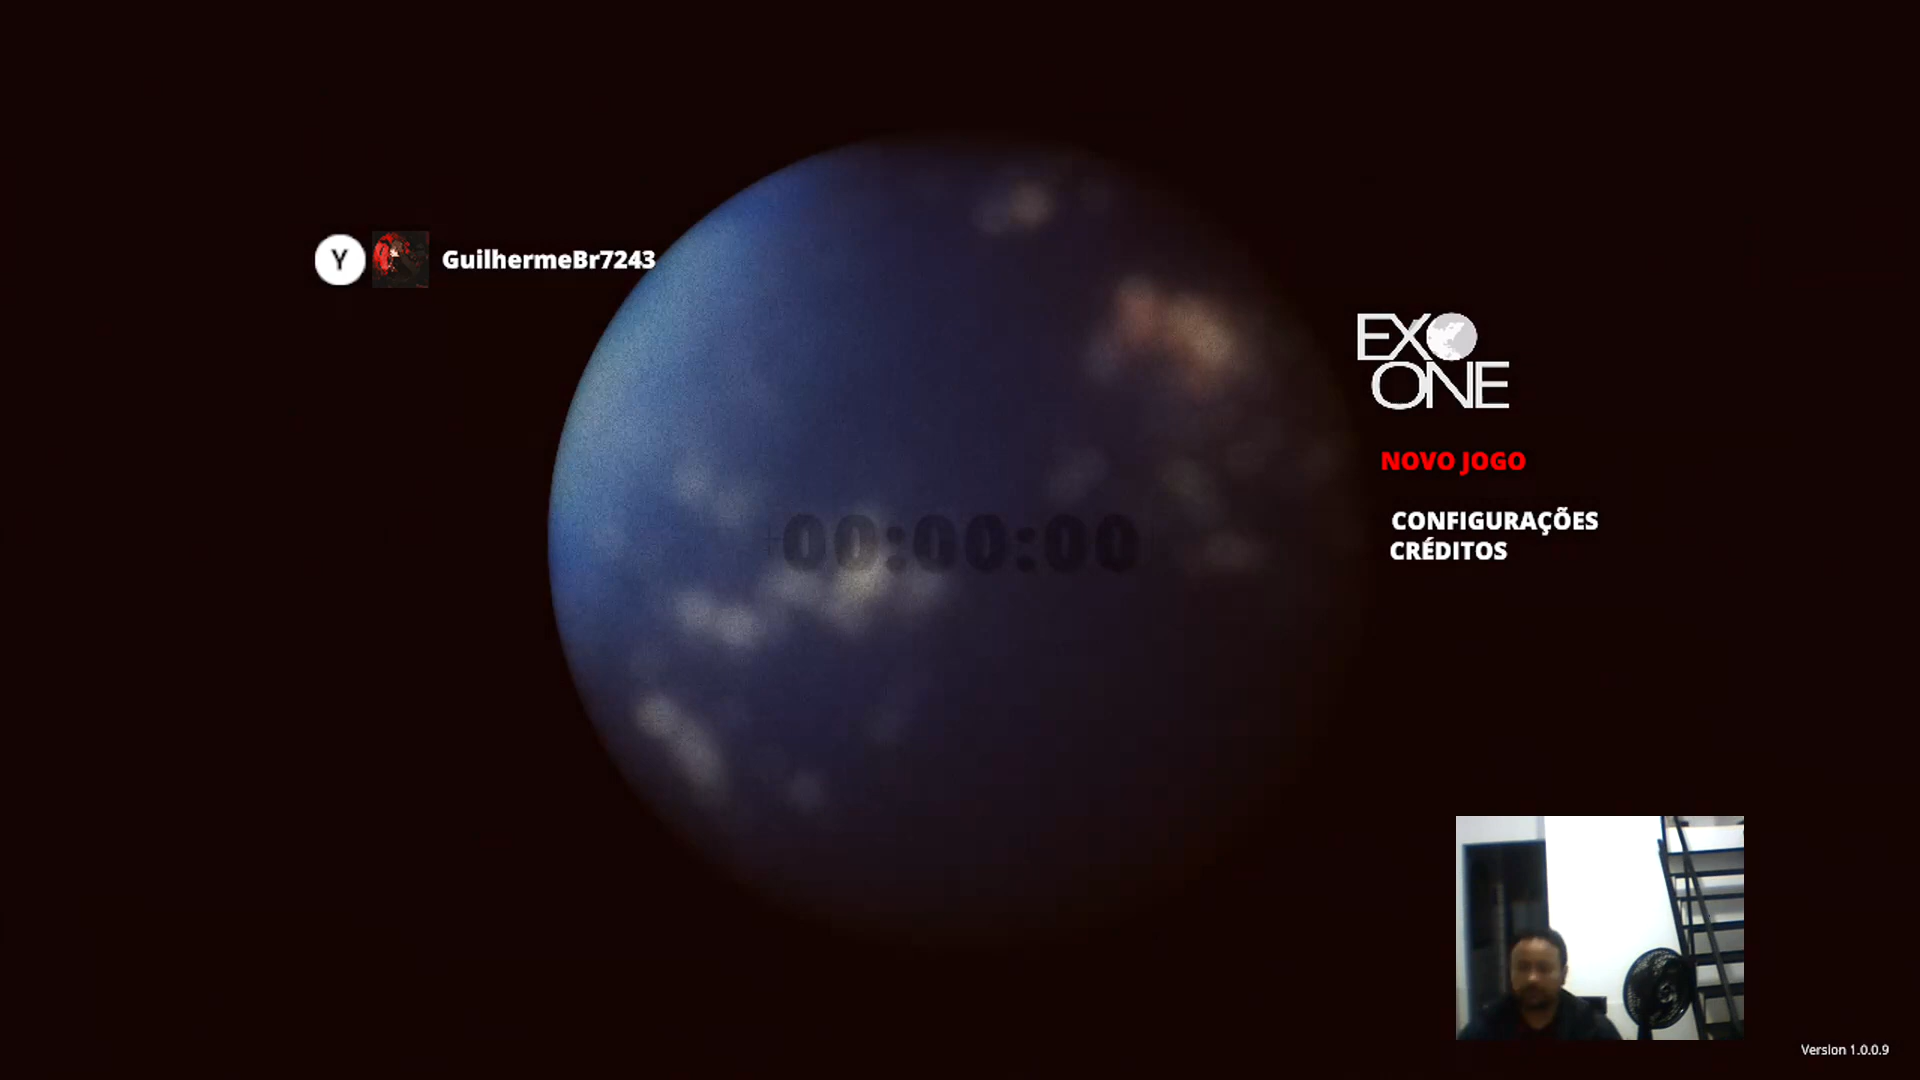 Y GuilhermeBr7243
EXO
ONE
NOVO JOGO
CONFIGURAÇÕES
CRÉDITOS
00:00:00
Version 1.0.0.9